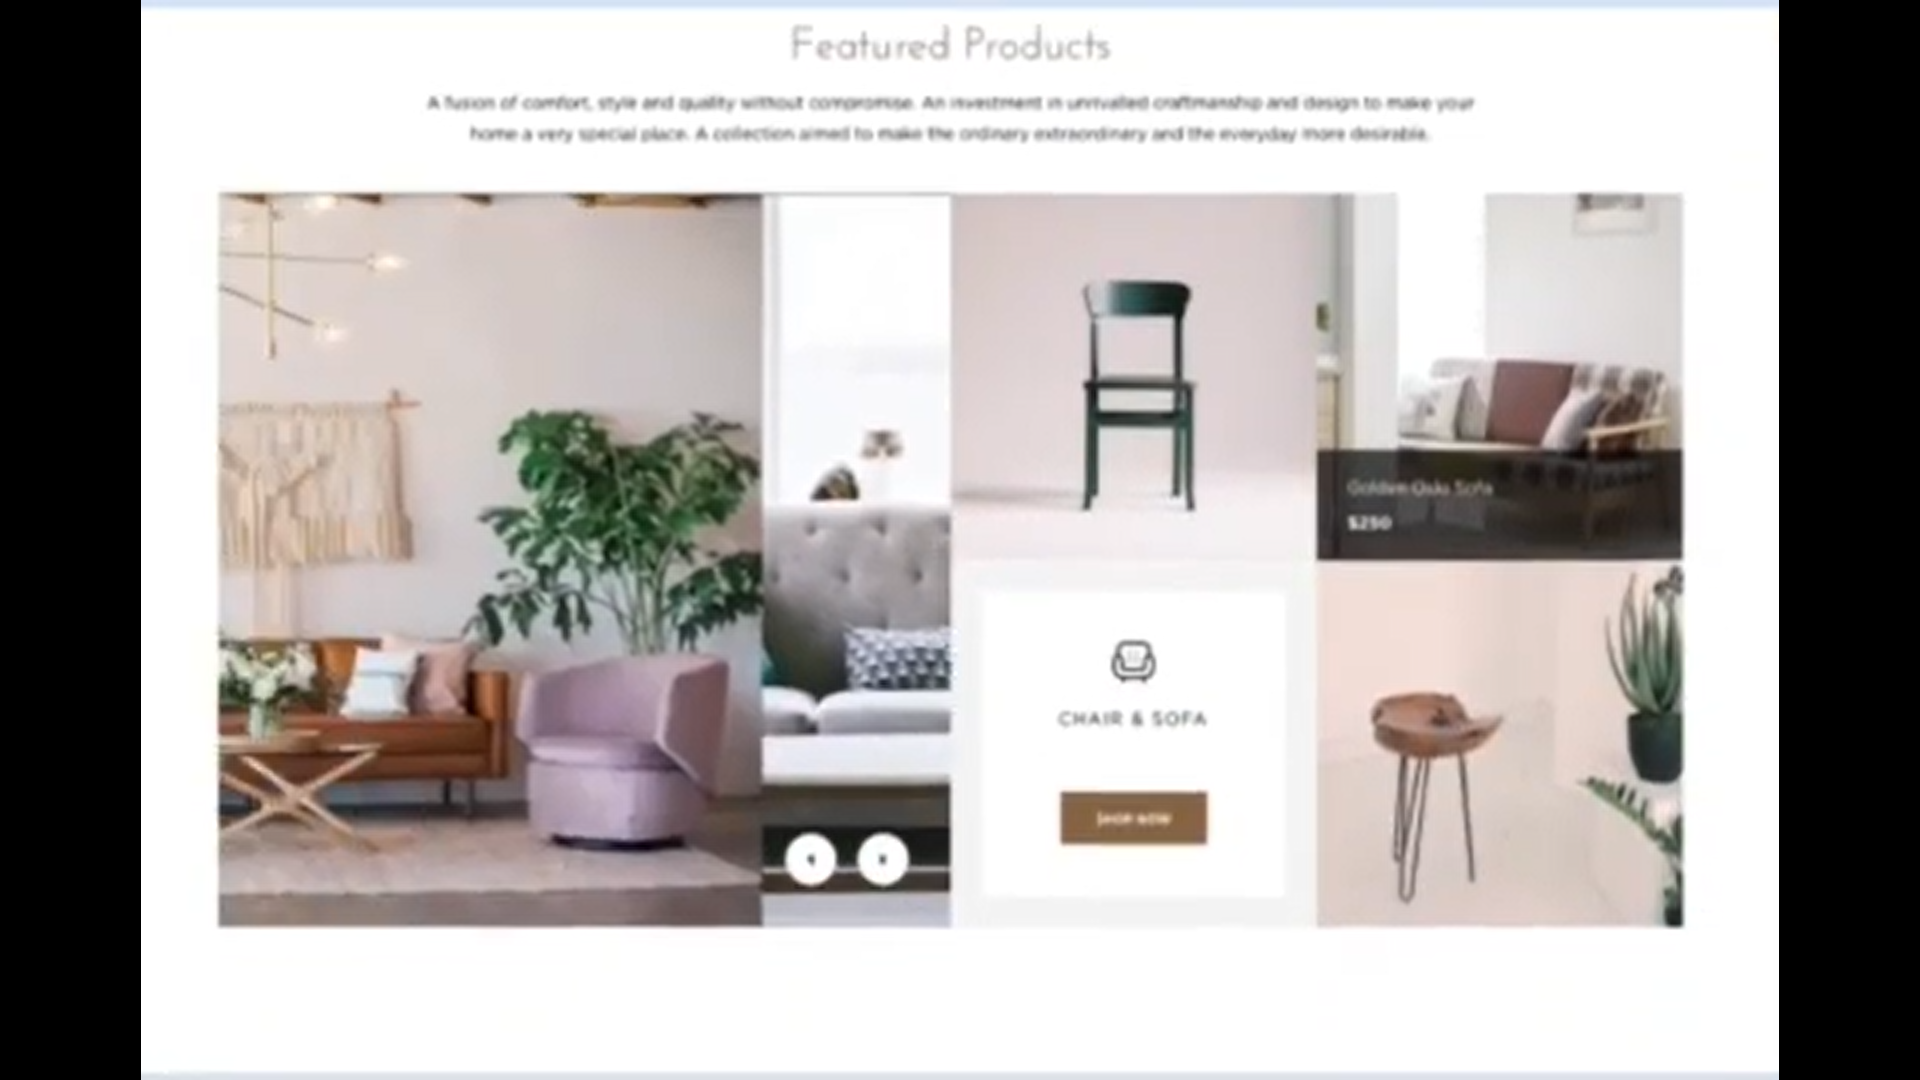 Featured Products
A fusion of comfort, style and quality without compromise. An investment in unrivalled craftmanship and design to make your
home a very special place. A collection aimed to make the ordinary extraordinary and the everyday more desirable.
Golden Oski Sofa
$250
CHAIR & SOFA
SHOP NOW